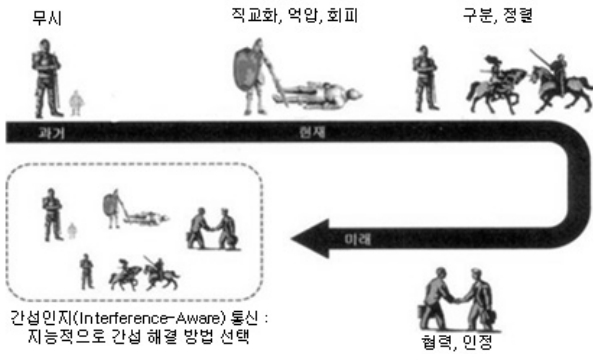 무시
직교화, 억압, 회피
구분, 정렬
과거
현재
미래
협력, 인정
간섭인지(Interference-Aware) 통신 :
지능적으로 간섭 해결 방법 선택